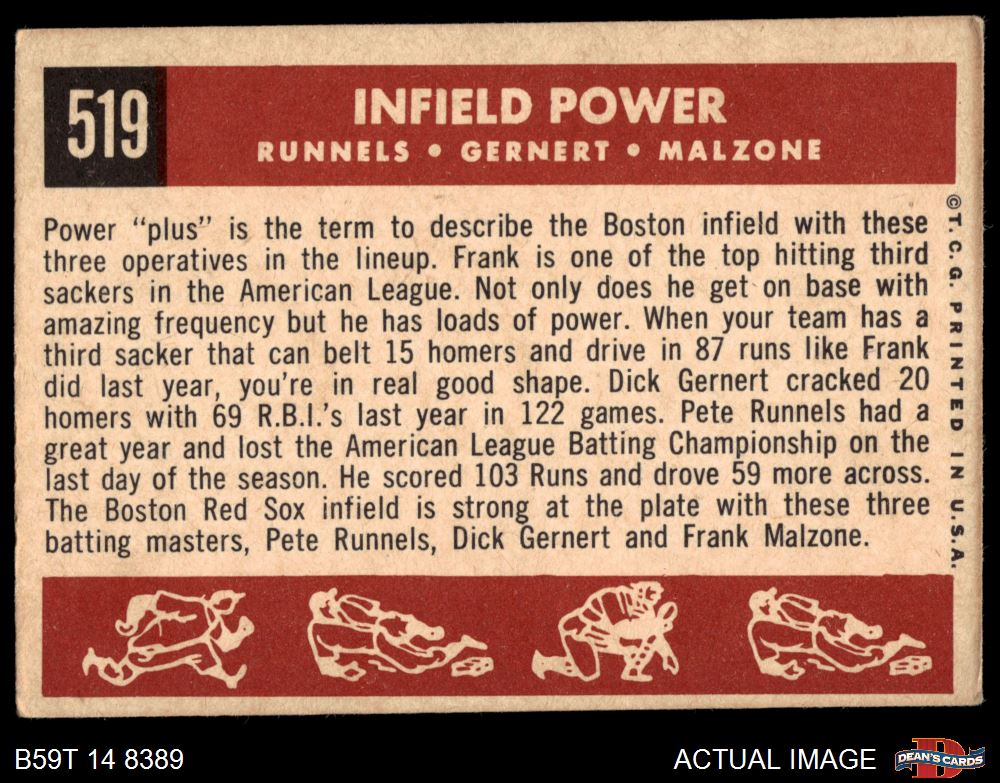 519
INFIELD POWER
RUNNELS • GERNERT • MALZONE
Power “plus” is the term to describe the Boston infield with these
three operatives in the lineup. Frank is one of the top hitting third
sackers in the American League. Not only does he get on base with
amazing frequency but he has loads of power. When your team has a
third sacker that can belt 15 homers and drive in 87 runs like Frank
did last year, you're in real good shape. Dick Gernert cracked 20
homers with 69 R.B.I.'s last year in 122 games. Pete Runnels had a
great year and lost the American League Batting Championship on the
last day of the season. He scored 103 Runs and drove 59 more across.
The Boston Red Sox infield is strong at the plate with these three
batting masters, Pete Runnels, Dick Gernert and Frank Malzone.
© T. C. G. PRINTED IN U.S.A.
B59T 14 8389
ACTUAL IMAGE
D
DEAN'S CARDS